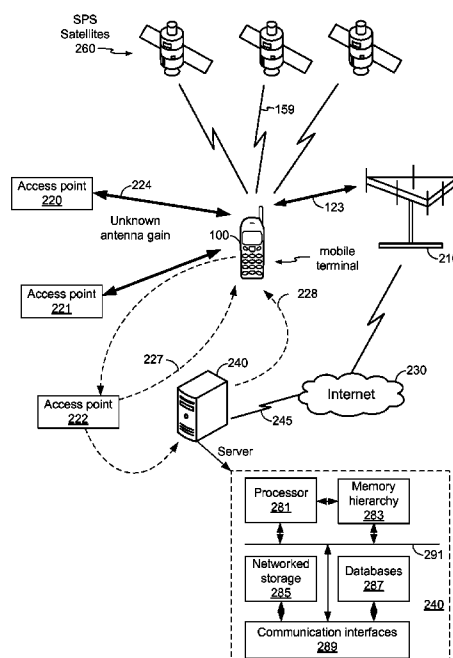 SPS
Satellites
260
159
Access point
220
224
Unknown
antenna gain
123
100
mobile
terminal
210
Access point
221
228
227
240
230
Internet
Access point
222
245
Server
Processor
281
Memory
hierarchy
283
291
Networked
storage
285
Databases
287
240
Communication interfaces
289